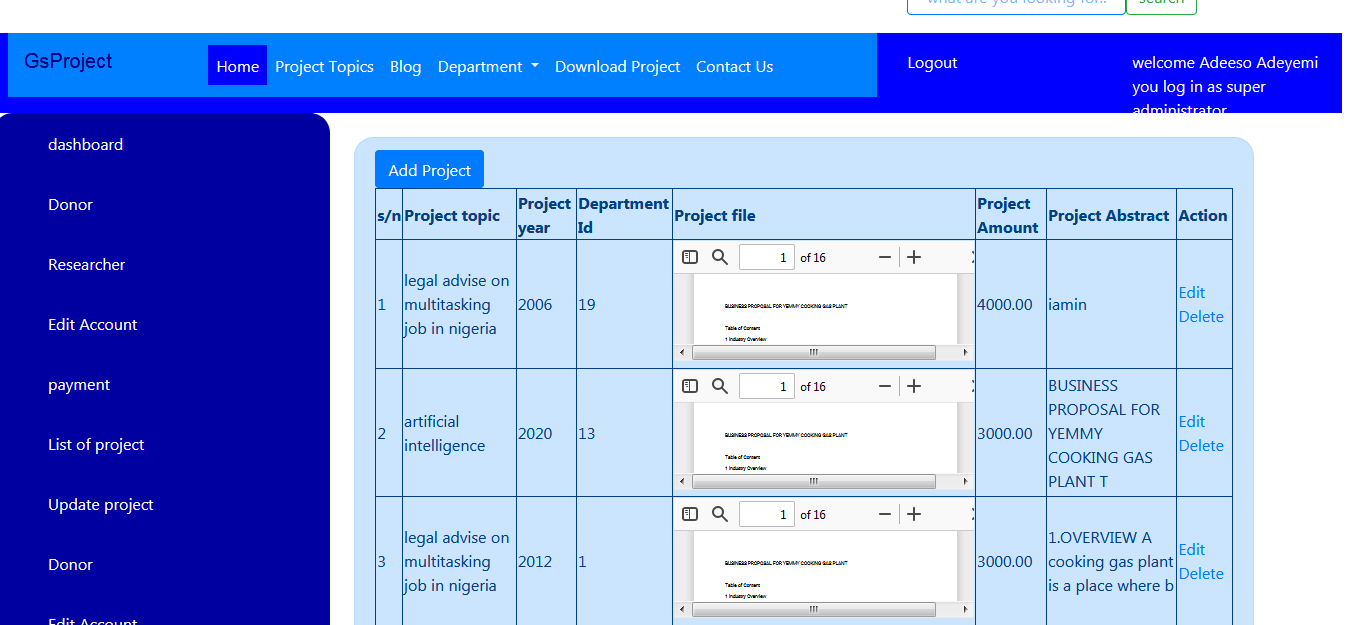 what are you looking for..
search
GsProject
Home
Project Topics
Blog
Department
Download Project
Contact Us
Logout
welcome Adeeso Adeyemi
you log in as super
administrator
dashboard
Donor
Researcher
Edit Account
payment
List of project
Update project
Donor
Edit Account
Add Project
s/n
Project topic
Project
year
Department
Id
Project file
Project
Amount
Project Abstract
Action
1
legal advise on
multitasking
job in nigeria
2006
19
1
of 16
BUSINESS PROPOSAL FOR YEMMY COOKING GAS PLANT
Table of Content
1 Industry Overview
4000.00
iamin
Edit
Delete
2
artificial
intelligence
2020
13
1
of 16
BUSINESS PROPOSAL FOR YEMMY COOKING GAS PLANT
Table of Content
1 Industry Overview
3000.00
BUSINESS
PROPOSAL FOR
YEMMY
COOKING GAS
PLANT T
Edit
Delete
3
legal advise on
multitasking
job in nigeria
2012
1
1
of 16
BUSINESS PROPOSAL FOR YEMMY COOKING GAS PLANT
Table of Content
1 Industry Overview
3000.00
1.OVERVIEW A
cooking gas plant
is a place where b
Edit
Delete